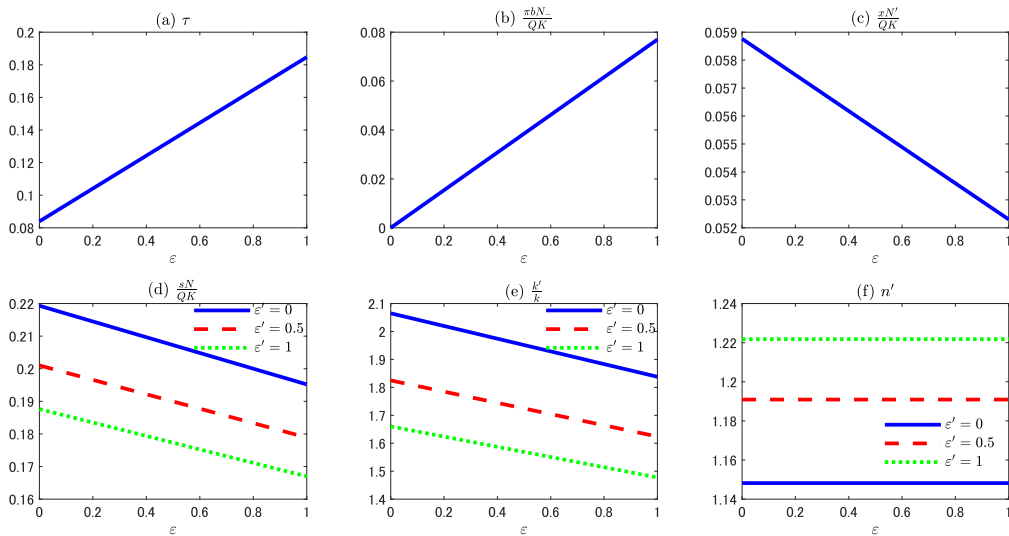 (a) τ
0.2
0.18
0.16
0.14
0.12
0.1
0.08
0 0.2 0.4 0.6 0.8 1
ε
(b) πbN₋/QK
0.08
0.06
0.04
0.02
0
0 0.2 0.4 0.6 0.8 1
ε
(c) xN′/QK
0.059
0.058
0.057
0.056
0.055
0.054
0.053
0.052
0 0.2 0.4 0.6 0.8 1
ε
(d) sN/QK
0.22
0.21
0.2
0.19
0.18
0.17
0.16
ε′ = 0
ε′ = 0.5
ε′ = 1
0 0.2 0.4 0.6 0.8 1
ε
(e) k′/k
2.1
2
1.9
1.8
1.7
1.6
1.5
1.4
ε′ = 0
ε′ = 0.5
ε′ = 1
0 0.2 0.4 0.6 0.8 1
ε
(f) n′
1.24
1.22
1.2
1.18
1.16
1.14
ε′ = 0
ε′ = 0.5
ε′ = 1
0 0.2 0.4 0.6 0.8 1
ε